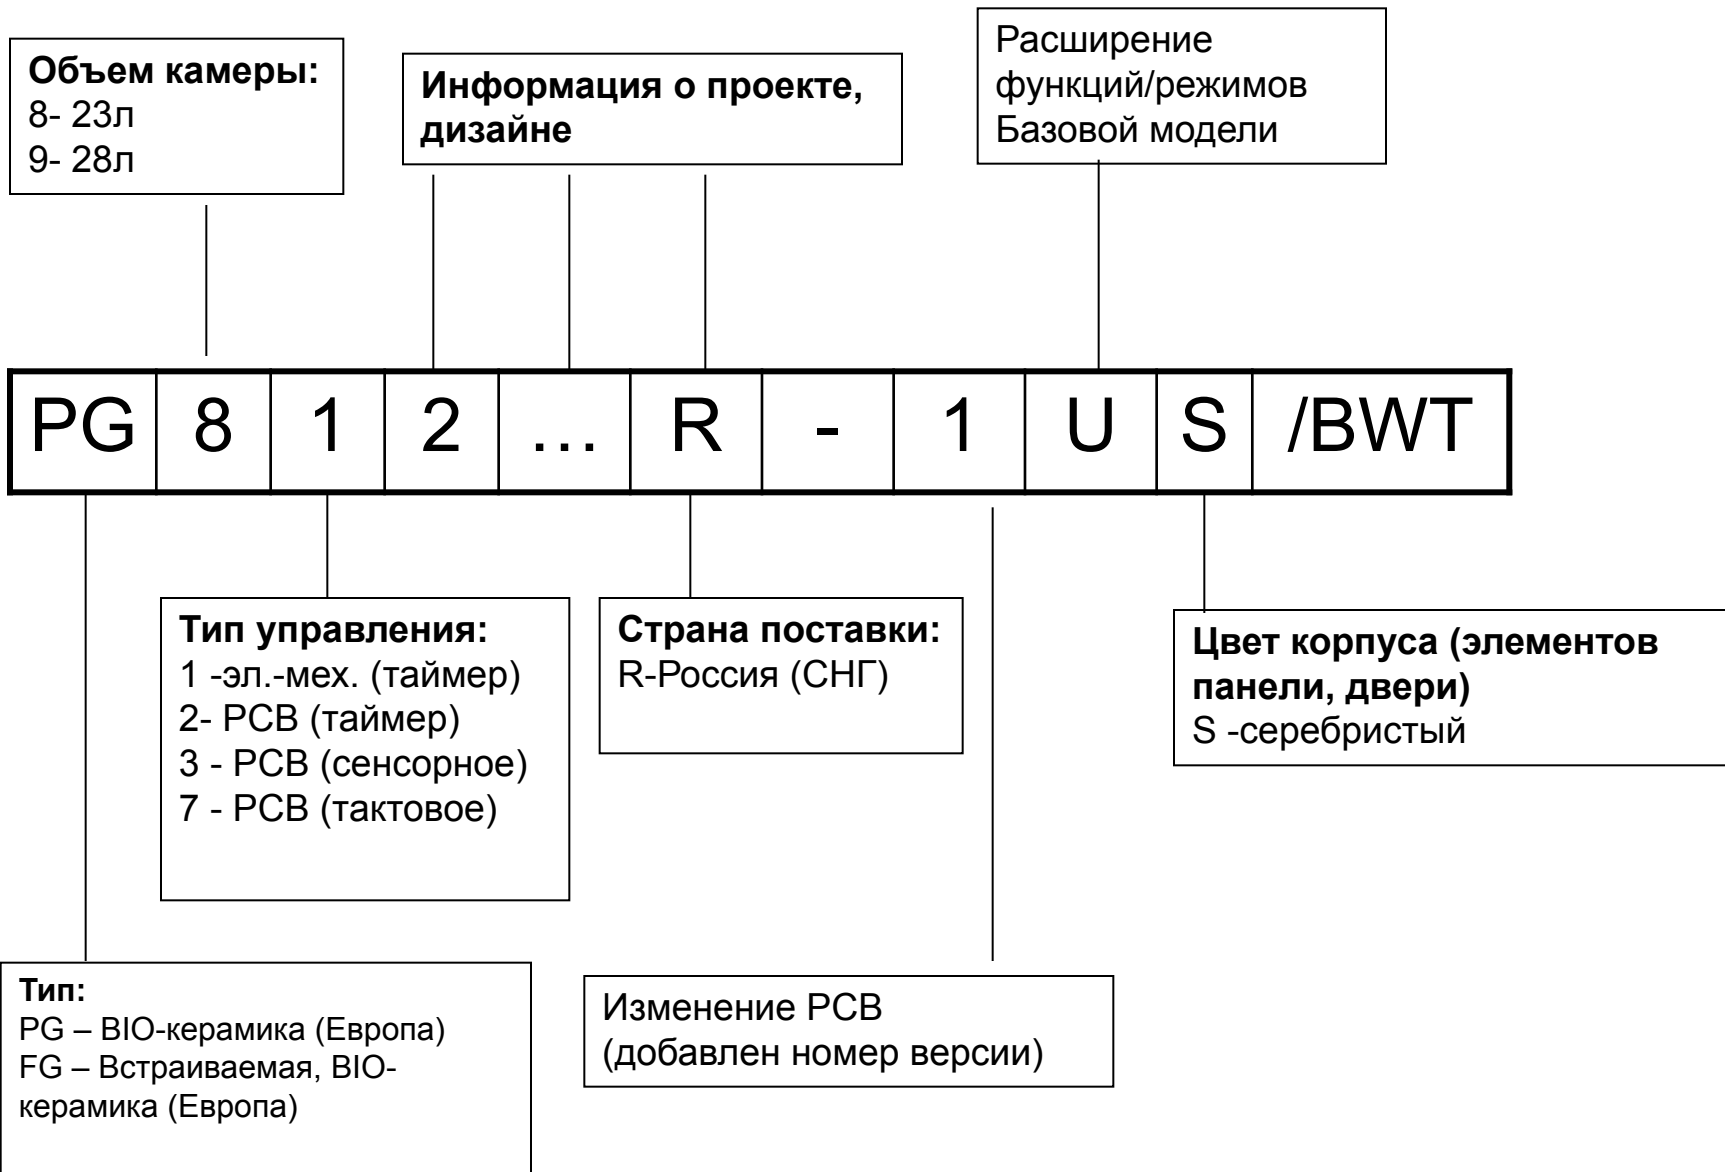 Объем камеры:
8- 23л
9- 28л
Информация о проекте,
дизайне
Расширение
функций/режимов
Базовой модели
PG 8 1 2 … R - 1 U S /BWT
Тип управления:
1 -эл.-мех. (таймер)
2- PCB (таймер)
3 - PCB (сенсорное)
7 - PCB (тактовое)
Страна поставки:
R-Россия (СНГ)
Цвет корпуса (элементов
панели, двери)
S -серебристый
Тип:
PG – BIO-керамика (Европа)
FG – Встраиваемая, BIO-
керамика (Европа)
Изменение PCB
(добавлен номер версии)